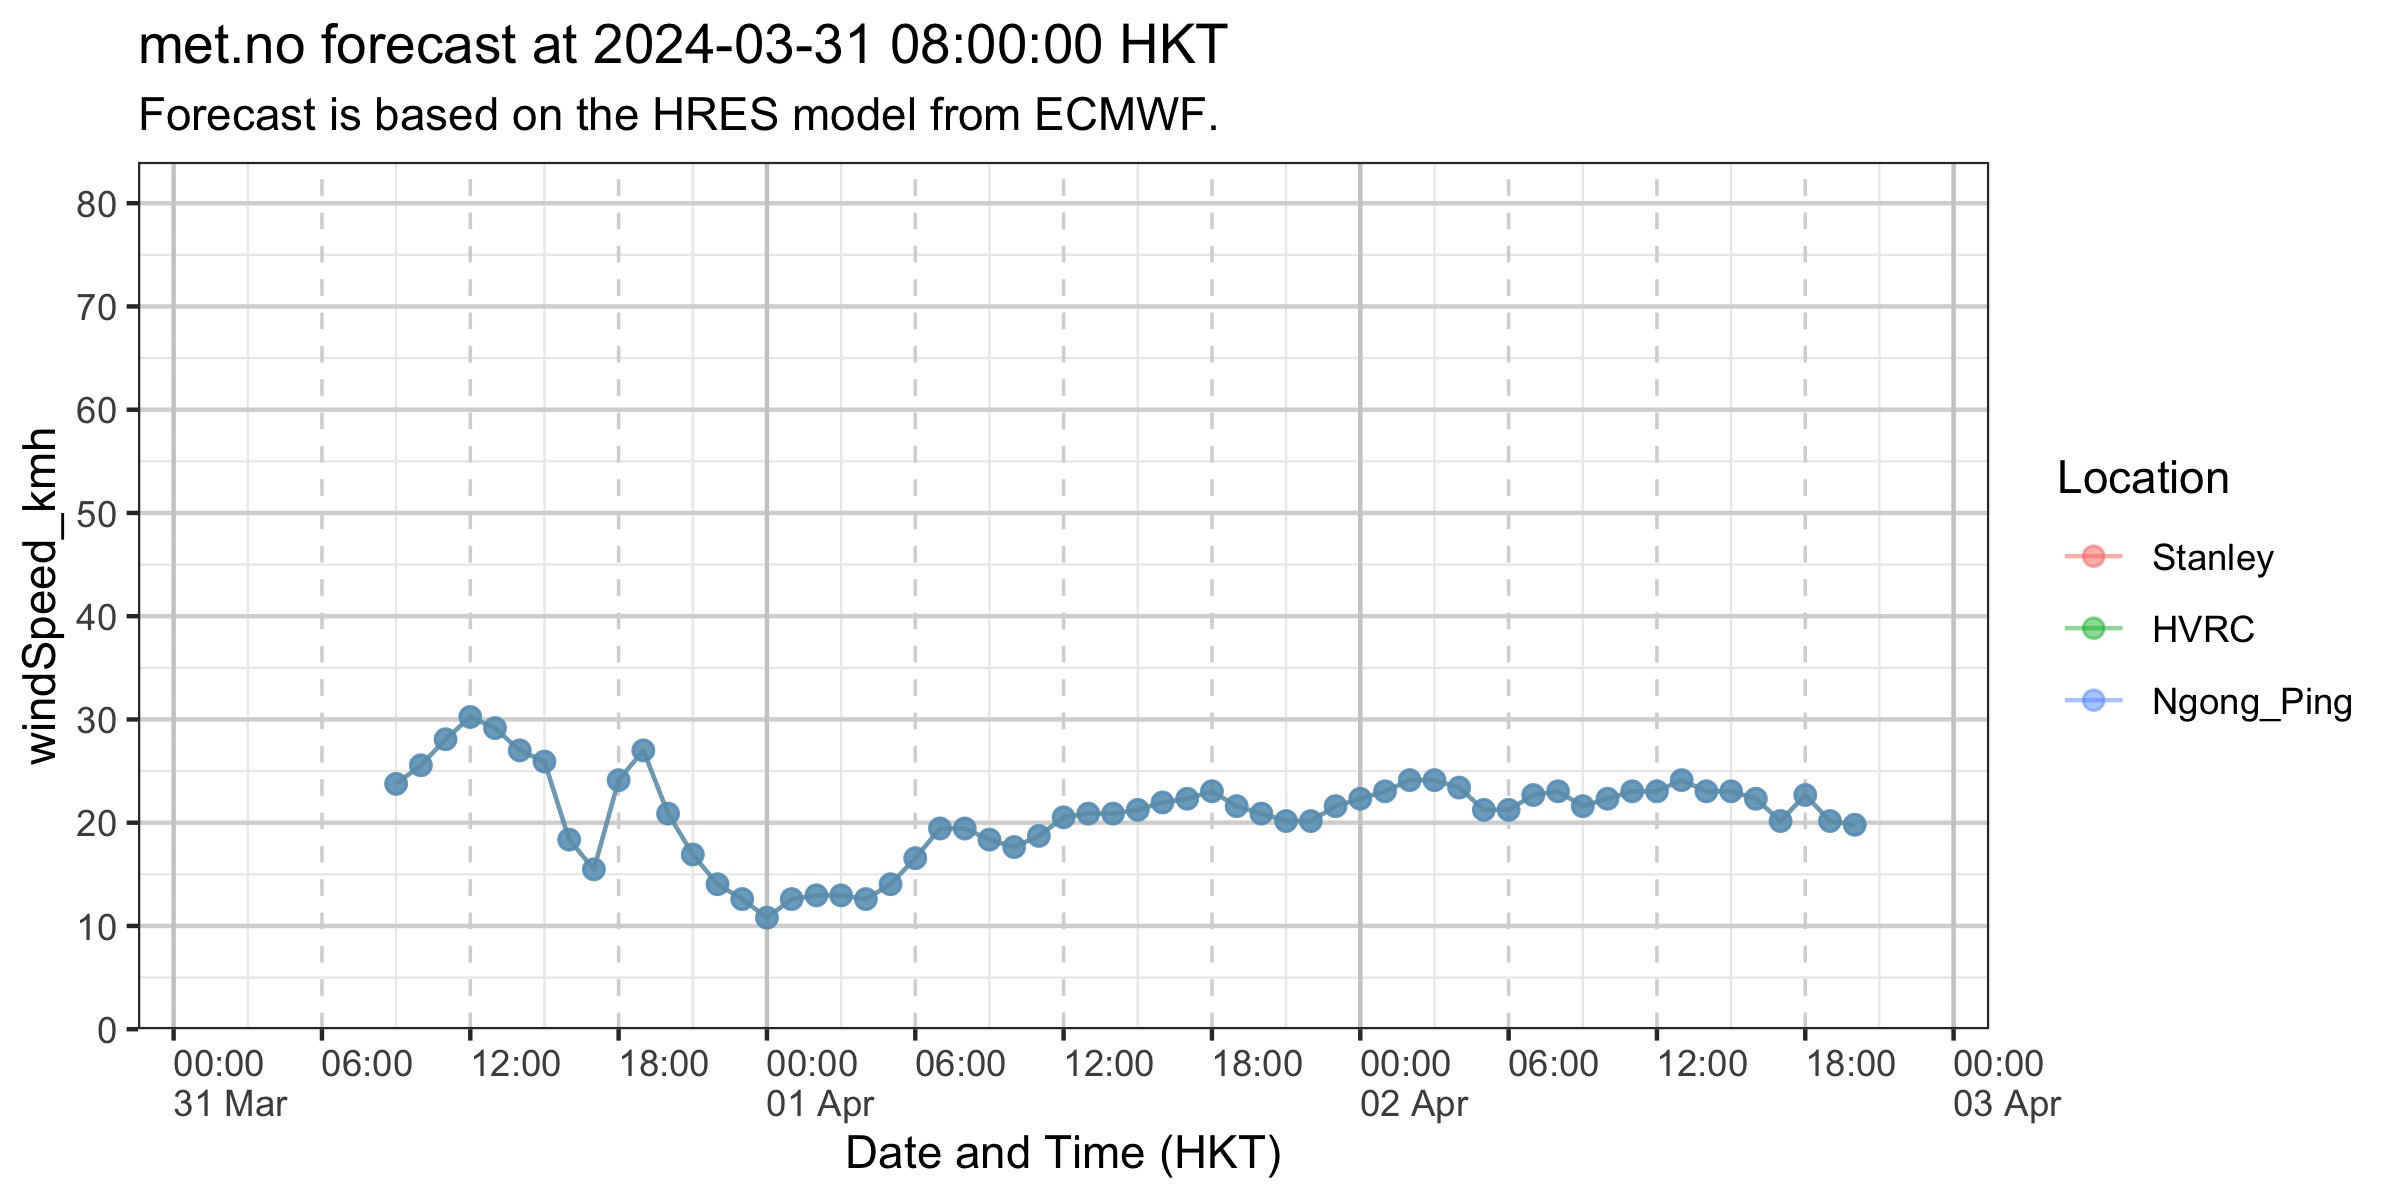 met.no forecast at 2024-03-31 08:00:00 HKT
Forecast is based on the HRES model from ECMWF.
windSpeed_kmh
80
70
60
50
40
30
20
10
0
00:00 06:00 12:00 18:00 00:00 06:00 12:00 18:00 00:00 06:00 12:00 18:00 00:00
31 Mar 01 Apr 02 Apr 03 Apr
Date and Time (HKT)
Location
Stanley
HVRC
Ngong_Ping